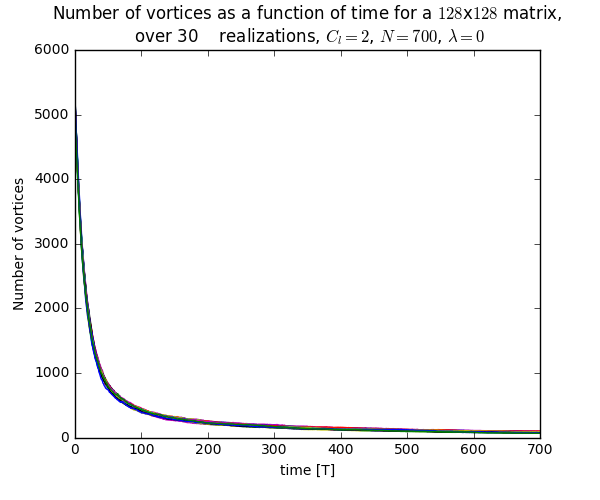 Number of vortices as a function of time for a 128x128 matrix,
over 30 realizations, C_l = 2, N = 700, λ = 0
6000
5000
4000
3000
2000
1000
0
Number of vortices
0 100 200 300 400 500 600 700
time [T]